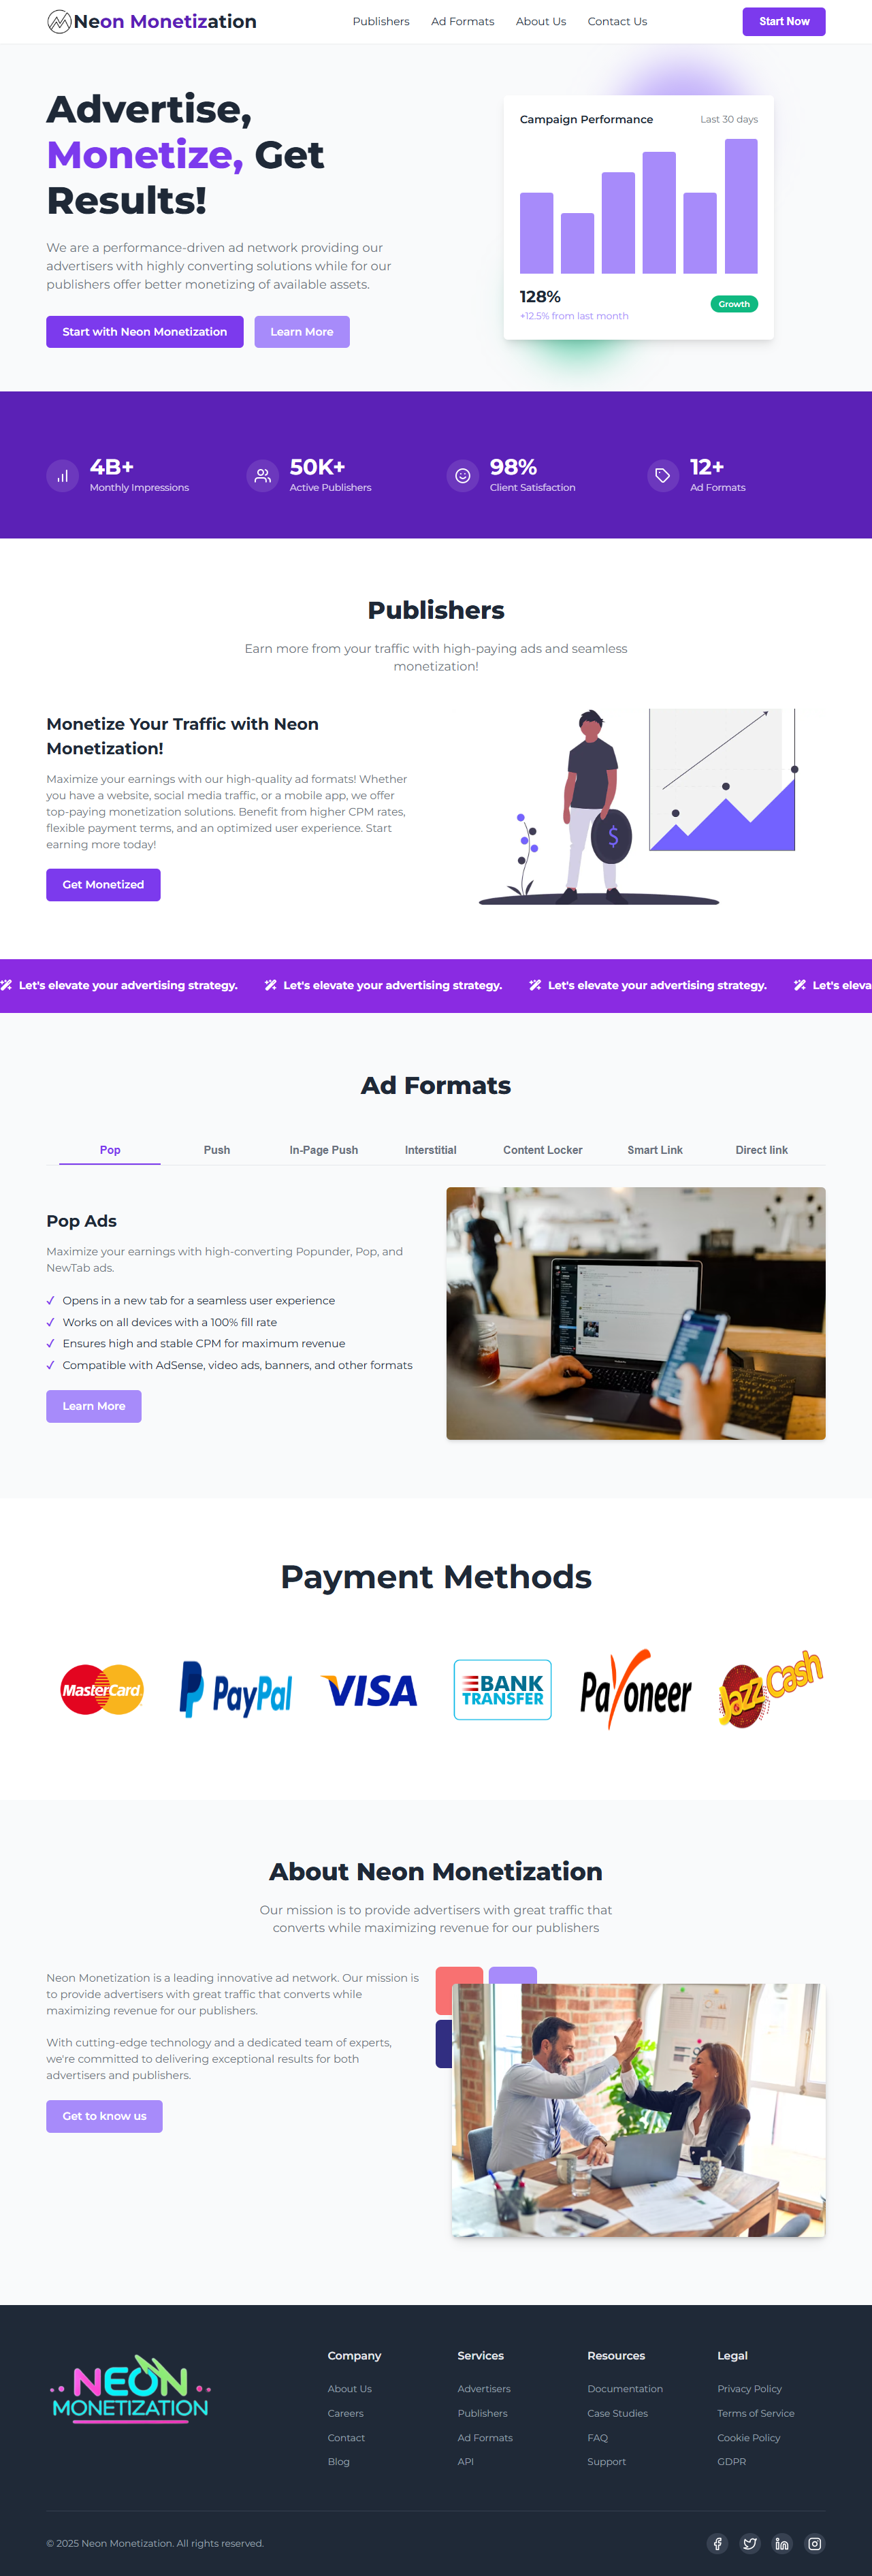 Neon Monetization
Publishers
Ad Formats
About Us
Contact Us
Start Now
Advertise,
Monetize, Get
Results!
We are a performance-driven ad network providing our
advertisers with highly converting solutions while for our
publishers offer better monetizing of available assets.
Start with Neon Monetization
Learn More
Campaign Performance
Last 30 days
128%
+12.5% from last month
Growth
4B+
Monthly Impressions
50K+
Active Publishers
98%
Client Satisfaction
12+
Ad Formats
Publishers
Earn more from your traffic with high-paying ads and seamless
monetization!
Monetize Your Traffic with Neon
Monetization!
Maximize your earnings with our high-quality ad formats! Whether
you have a website, social media traffic, or a mobile app, we offer
top-paying monetization solutions. Benefit from higher CPM rates,
flexible payment terms, and an optimized user experience. Start
earning more today!
Get Monetized
$
Let's elevate your advertising strategy.
Let's elevate your advertising strategy.
Let's elevate your advertising strategy.
Let's eleva
Ad Formats
Pop
Push
In-Page Push
Interstitial
Content Locker
Smart Link
Direct link
Pop Ads
Maximize your earnings with high-converting Popunder, Pop, and
NewTab ads.
Opens in a new tab for a seamless user experience
Works on all devices with a 100% fill rate
Ensures high and stable CPM for maximum revenue
Compatible with AdSense, video ads, banners, and other formats
Learn More
Payment Methods
MasterCard
PayPal
VISA
BANK
TRANSFER
Payoneer
JazzCash
About Neon Monetization
Our mission is to provide advertisers with great traffic that
converts while maximizing revenue for our publishers
Neon Monetization is a leading innovative ad network. Our mission is
to provide advertisers with great traffic that converts while
maximizing revenue for our publishers.
With cutting-edge technology and a dedicated team of experts,
we're committed to delivering exceptional results for both
advertisers and publishers.
Get to know us
NEON
MONETIZATION
Company
About Us
Careers
Contact
Blog
Services
Advertisers
Publishers
Ad Formats
API
Resources
Documentation
Case Studies
FAQ
Support
Legal
Privacy Policy
Terms of Service
Cookie Policy
GDPR
© 2025 Neon Monetization. All rights reserved.